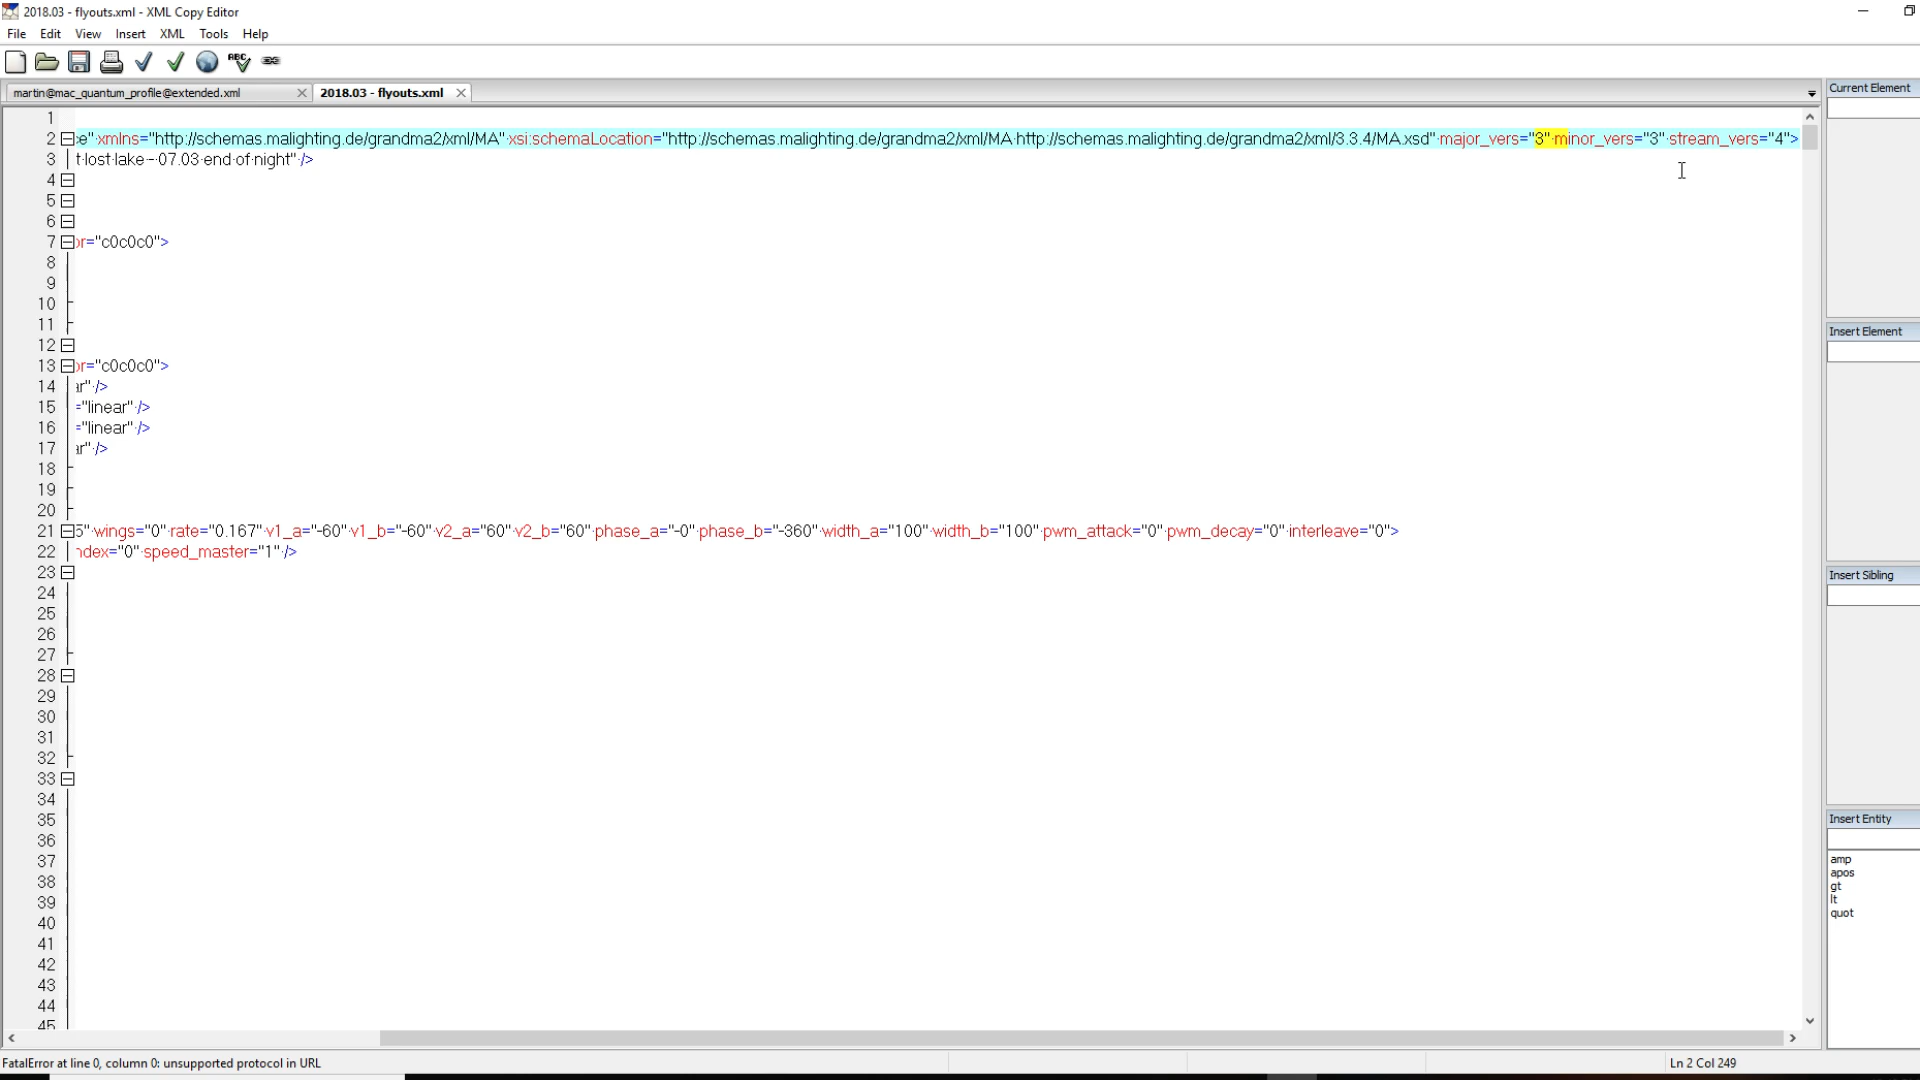 2018.03 - flyouts.xml - XML Copy Editor
File Edit View Insert XML Tools Help
ABC
martin@mac_quantum_profile@extended.xml 2018.03 - flyouts.xml
Current Element
1
2 e" xmlns="http://schemas.malighting.de/grandma2/xml/MA" xsi:schemaLocation="http://schemas.malighting.de/grandma2/xml/MA http://schemas.malighting.de/grandma2/xml/3.3.4/MA.xsd" major_vers="3" minor_vers="3" stream_vers="4">
3 t lost lake - 07.03 end of night" />
4
5
6
7 or="c0c0c0">
8
9
10
11
12
Insert Element
13 or="c0c0c0">
14 ar" />
15 ="linear" />
16 ="linear" />
17 ar" />
18
19
20
21 5" wings="0" rate="0.167" v1_a="-60" v1_b="-60" v2_a="60" v2_b="60" phase_a="-0" phase_b="-360" width_a="100" width_b="100" pwm_attack="0" pwm_decay="0" interleave="0">
22 ndex="0" speed_master="1" />
23
Insert Sibling
24
25
26
27
28
29
30
31
32
33
34
35
Insert Entity
36
37
amp
apos
gt
lt
quot
38
39
40
41
42
43
44
45
FatalError at line 0, column 0: unsupported protocol in URL
Ln 2 Col 249